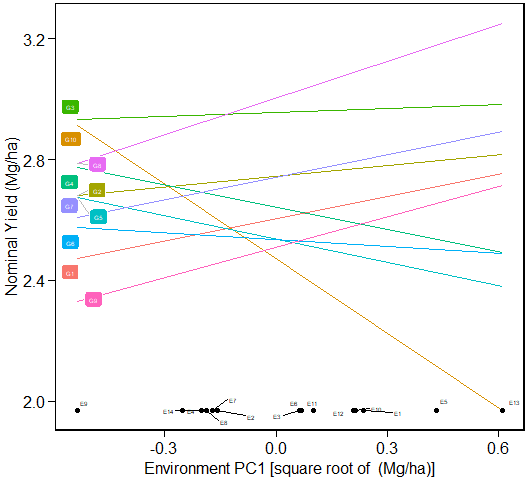 3.2
2.8
2.4
2.0
Nominal Yield (Mg/ha)
G3
G10
G8
G4
G2
G7
G5
G6
G1
G9
E9
E14
E4
E7
E8
E2
E3
E6
E11
E12
E10
E1
E5
E13
-0.3
0.0
0.3
0.6
Environment PC1 [square root of (Mg/ha)]